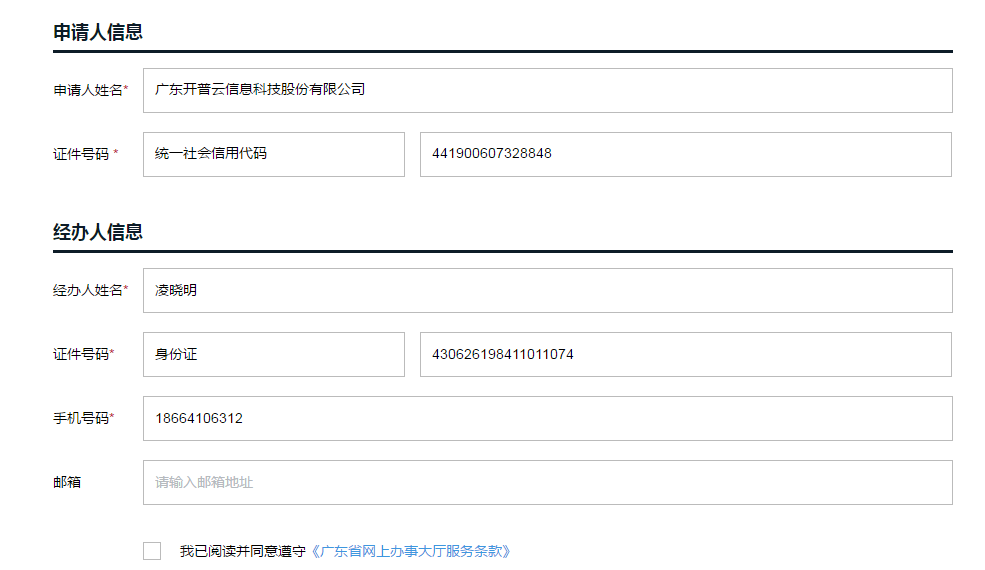 申请人信息
申请人姓名* 广东开普云信息科技股份有限公司
证件号码 * 统一社会信用代码 441900607328848
经办人信息
经办人姓名* 凌晓明
证件号码* 身份证 430626198411011074
手机号码* 18664106312
邮箱 请输入邮箱地址
我已阅读并同意遵守《广东省网上办事大厅服务条款》